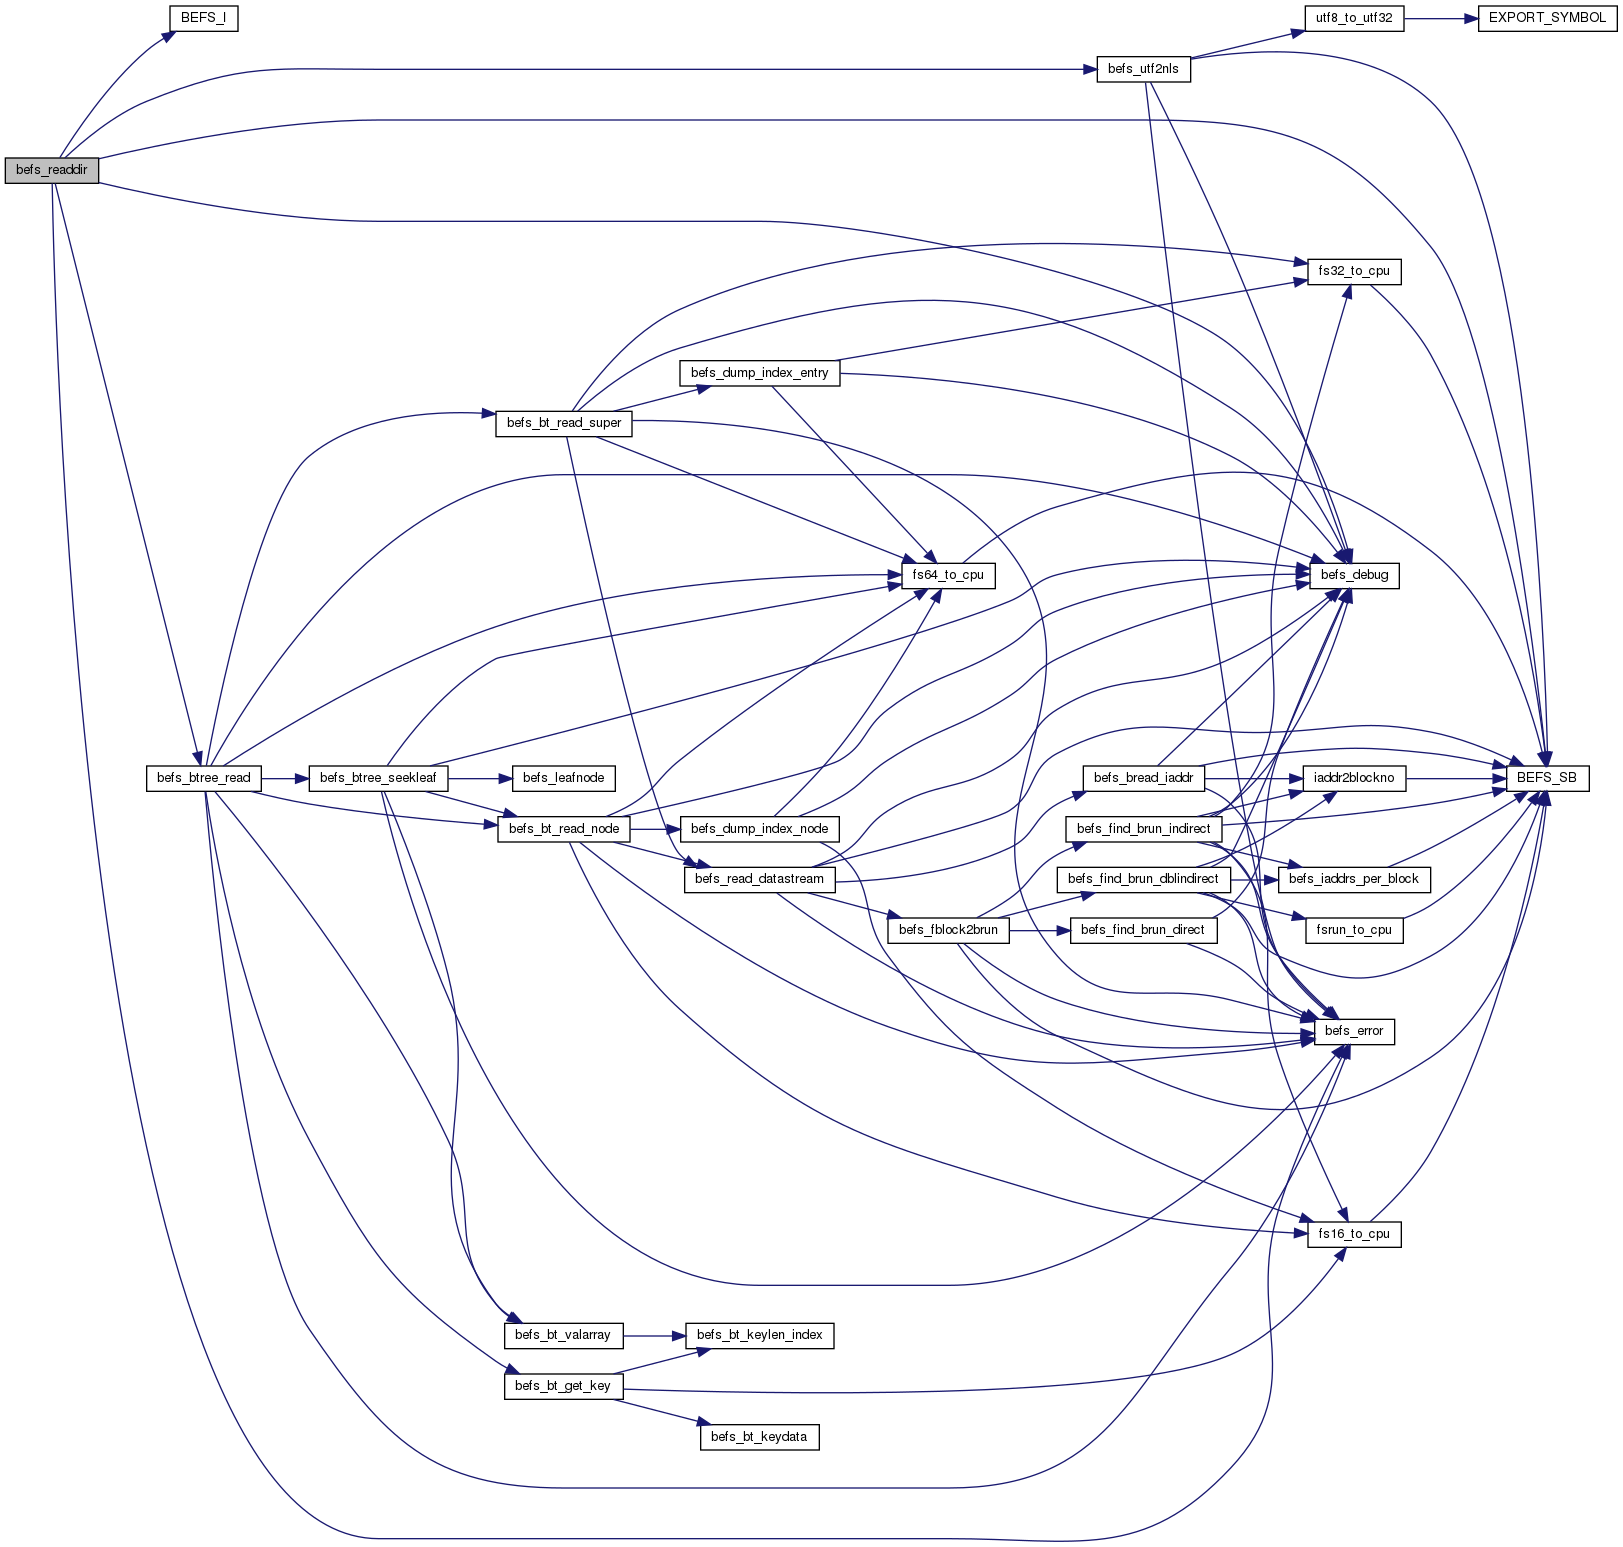 BEFS_I
utf8_to_utf32
EXPORT_SYMBOL
befs_utf2nls
befs_readdir
fs32_to_cpu
befs_dump_index_entry
befs_bt_read_super
fs64_to_cpu
befs_debug
befs_btree_read
befs_btree_seekleaf
befs_leafnode
befs_bread_iaddr
iaddr2blockno
BEFS_SB
befs_bt_read_node
befs_dump_index_node
befs_find_brun_indirect
befs_read_datastream
befs_find_brun_dblindirect
befs_iaddrs_per_block
befs_fblock2brun
befs_find_brun_direct
fsrun_to_cpu
befs_error
fs16_to_cpu
befs_bt_valarray
befs_bt_keylen_index
befs_bt_get_key
befs_bt_keydata